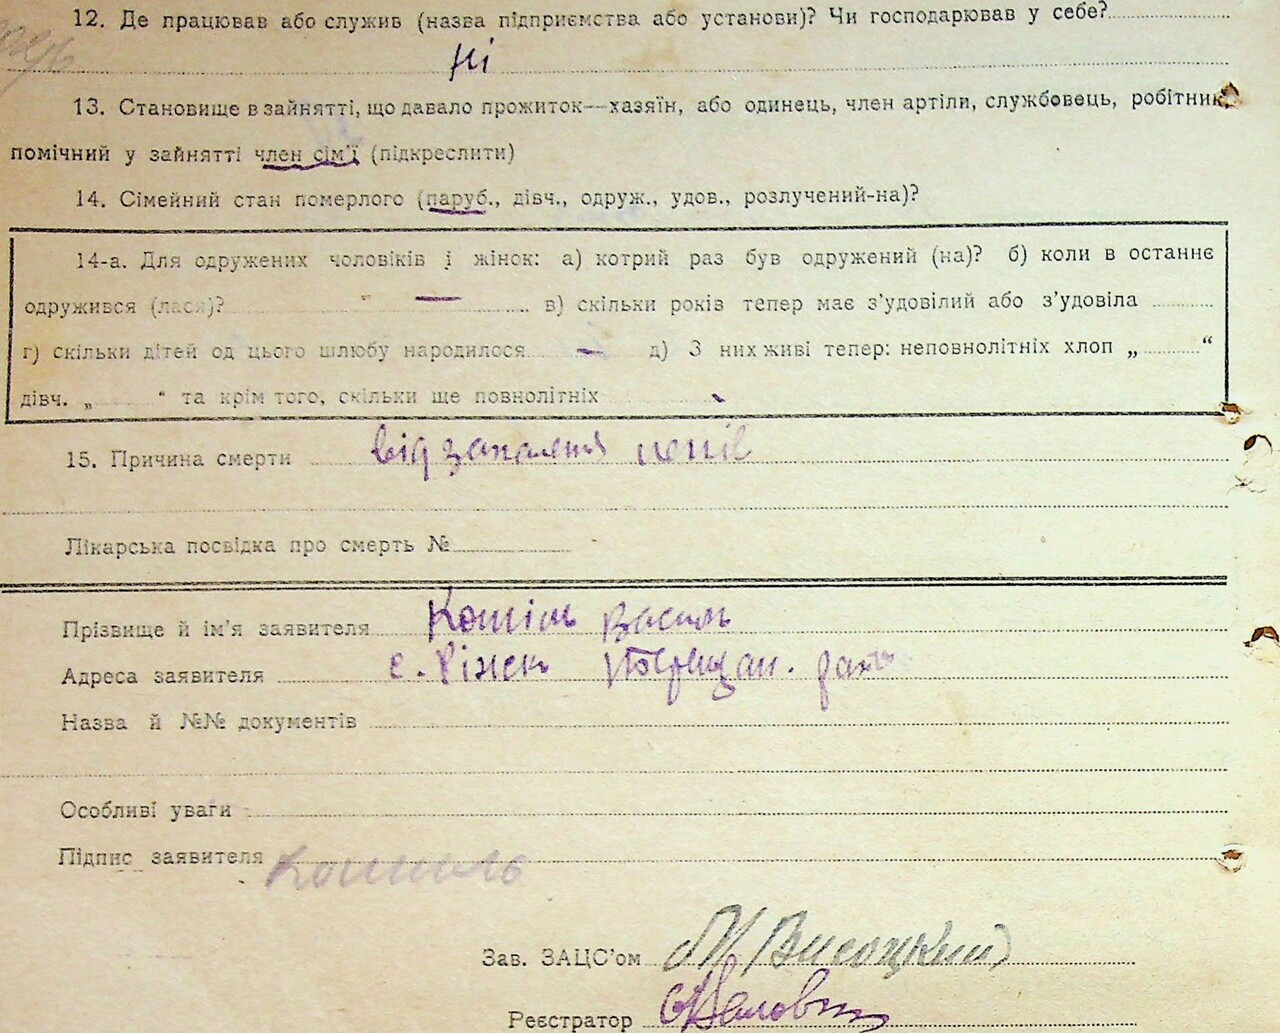 12. Де працював або служив (назва підприємства або установи)? Чи господарював у себе?
Ні
13. Становище в зайнятті, що давало прожиток—хазяїн, або одинець, член артіли, службовець, робітник,
помічний у зайнятті член сім'ї (підкреслити)
14. Сімейний стан померлого (паруб., дівч., одруж., удов., розлучений-на)?
14-а. Для одружених чоловіків і жінок: а) котрий раз був одружений (на)? б) коли в останнє
одружився (лася)? — в) скільки років тепер має з'удовілий або з'удовіла
г) скільки дітей од цього шлюбу народилося — д) З них живі тепер: неповнолітніх хлоп „ “
дівч. „ “ та крім того, скільки ще повнолітніх
15. Причина смерти від запалення
Лікарська посвідка про смерть №
Прізвище й ім'я заявителя Василь
Адреса заявителя с.
Назва й №№ документів
Особливі уваги
Підпис заявителя
Зав. ЗАЦС'ом Висоцкий
Реєстратор